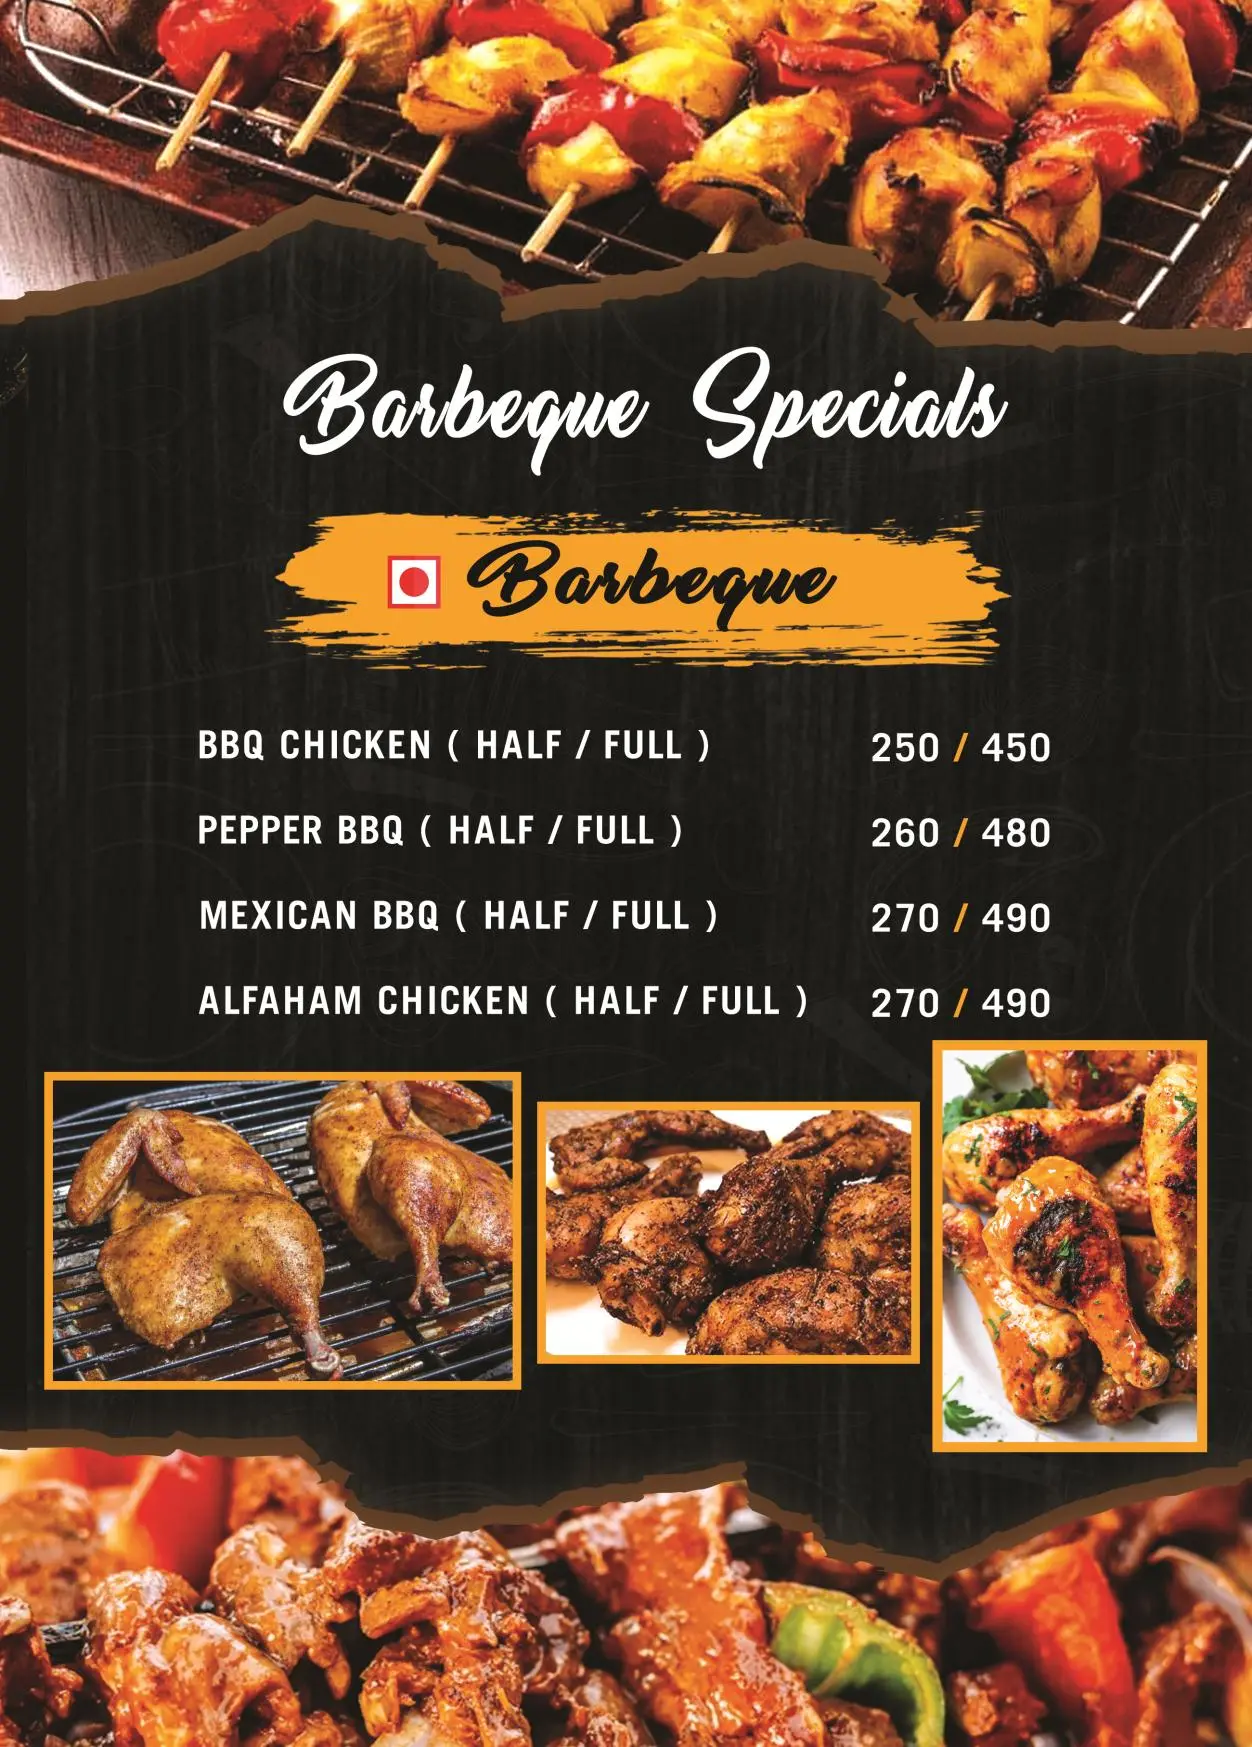 Barbeque Specials
Barbeque
BBQ CHICKEN ( HALF / FULL ) 250 / 450
PEPPER BBQ ( HALF / FULL ) 260 / 480
MEXICAN BBQ ( HALF / FULL ) 270 / 490
ALFAHAM CHICKEN ( HALF / FULL ) 270 / 490